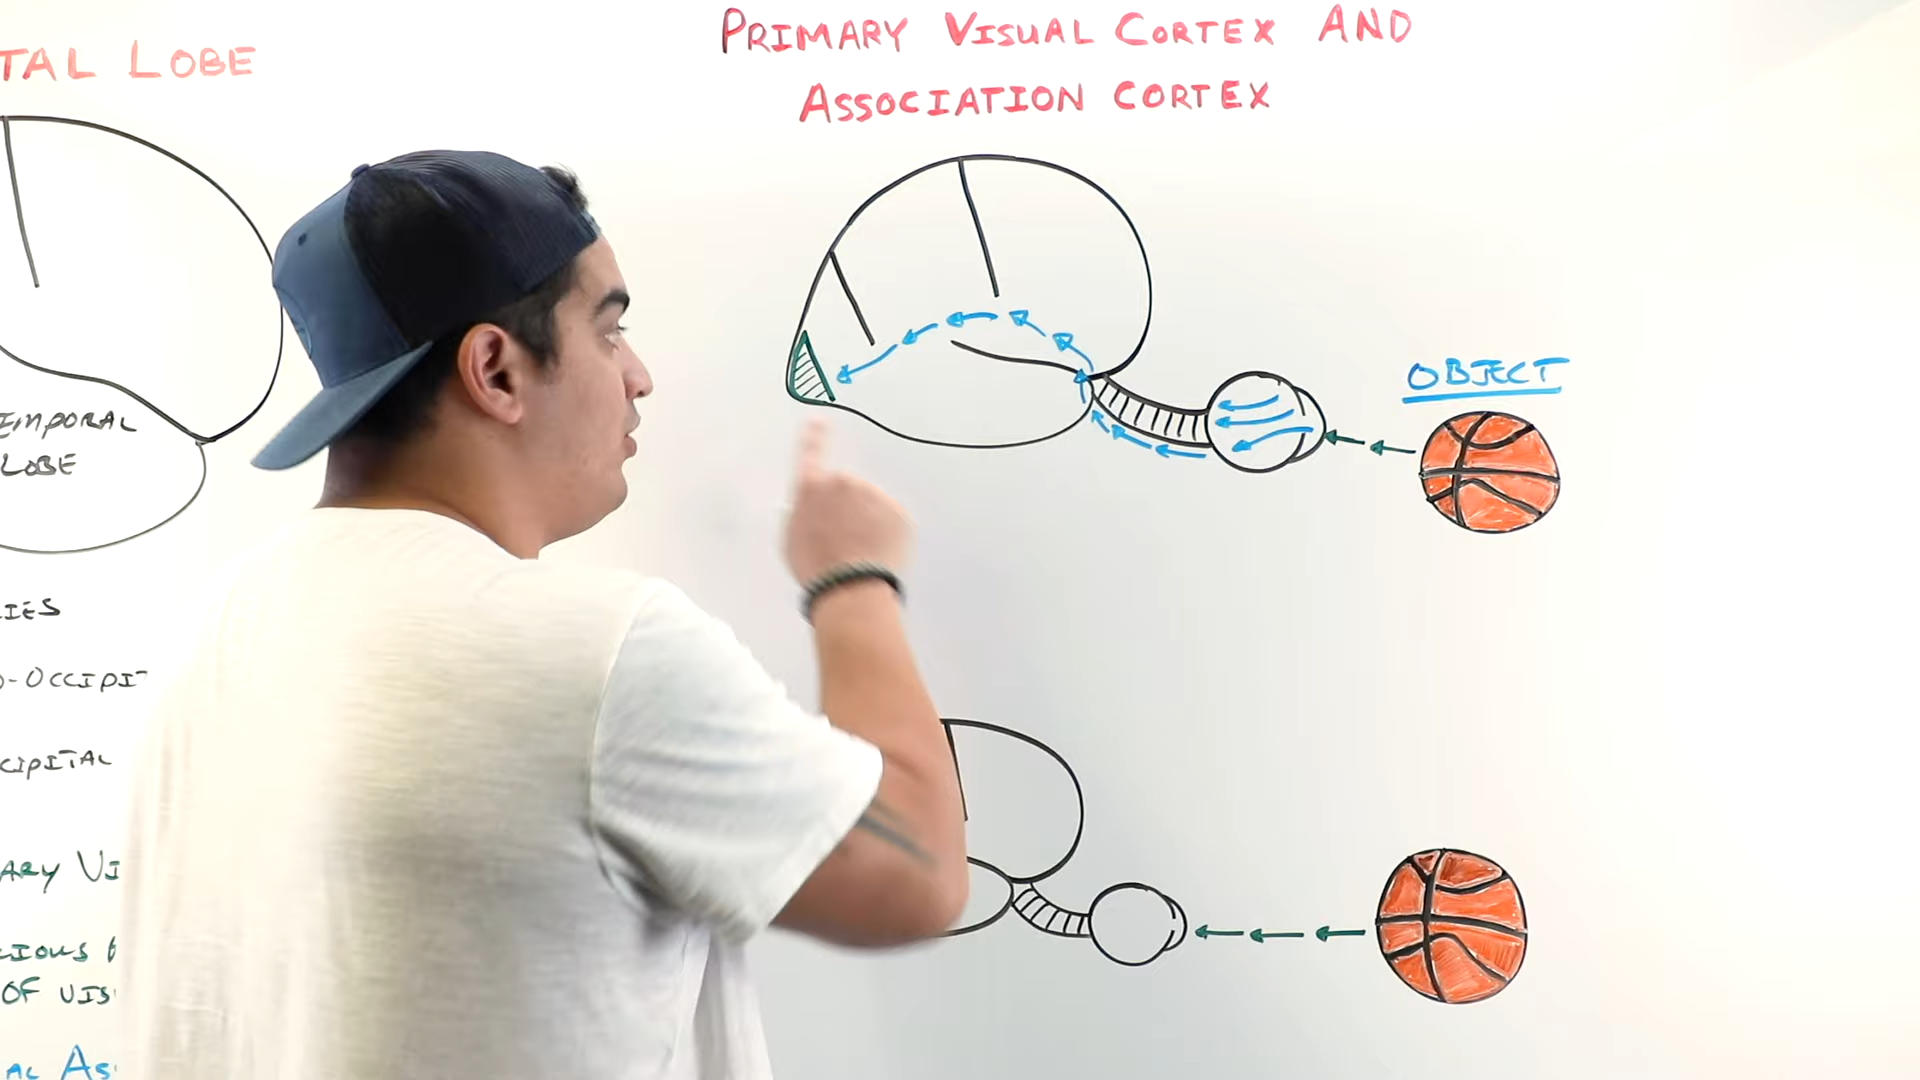 TAL LOBE
EMPORAL
LOBE
IES
O-OCCIPIT
CIPITAL
ARY VI
CIOUS
OF VIS
AL AS
PRIMARY VISUAL CORTEX AND
ASSOCIATION CORTEX
OBJECT